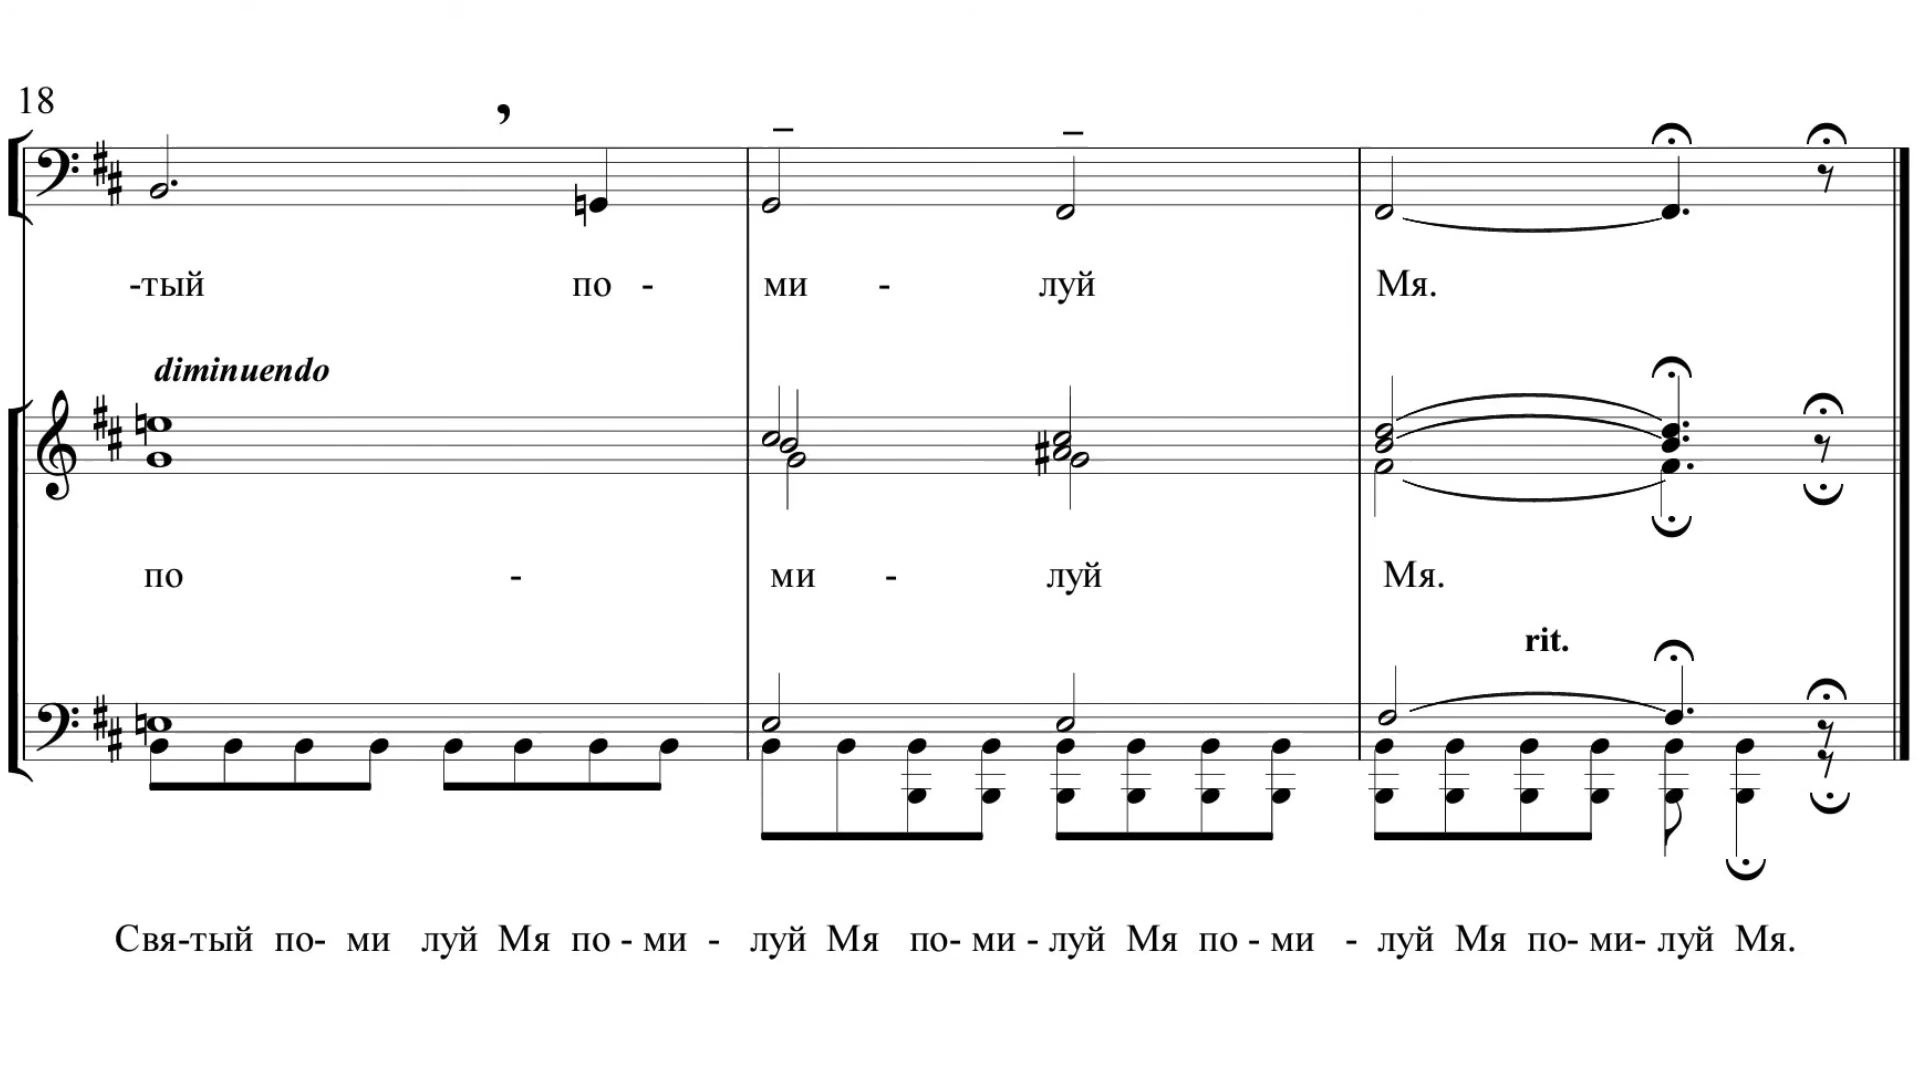 18
-тый по - ми - луй Мя.
diminuendo
по - ми - луй Мя.
rit.
Свя-тый по- ми луй Мя по - ми - луй Мя по- ми - луй Мя по - ми - луй Мя по- ми- луй Мя.